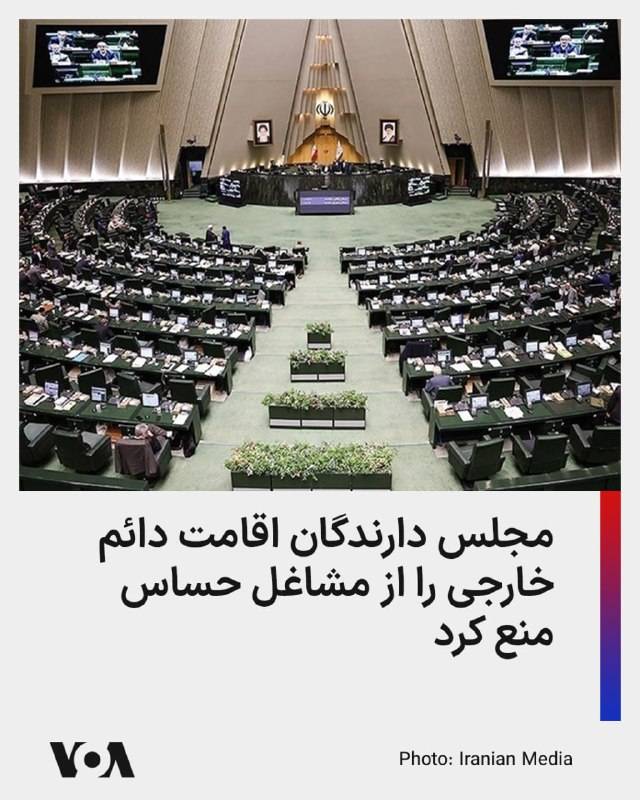 مجلس دارندگان اقامت دائم
خارجی را از مشاغل حساس
منع کرد
VOA
Photo: Iranian Media